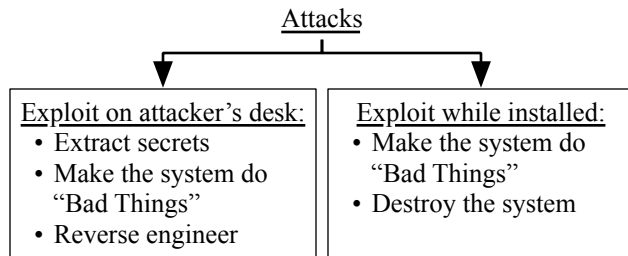 Attacks
Exploit on attacker’s desk:
• Extract secrets
• Make the system do
“Bad Things”
• Reverse engineer
Exploit while installed:
• Make the system do
“Bad Things”
• Destroy the system